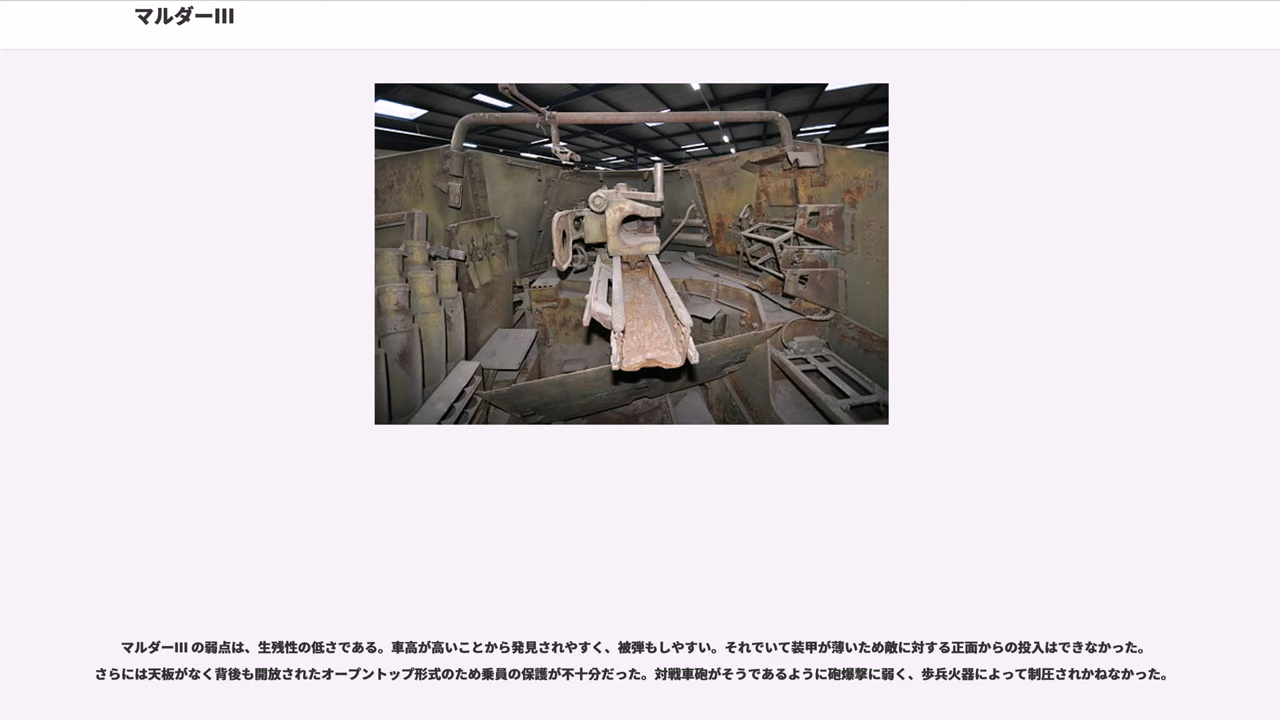 マルダーIII
マルダーIII の弱点は、生残性の低さである。車高が高いことから発見されやすく、被弾もしやすい。それでいて装甲が薄いため敵に対する正面からの投入はできなかった。
さらには天板がなく背後も開放されたオープントップ形式のため乗員の保護が不十分だった。対戦車砲がそうであるように砲爆撃に弱く、歩兵火器によって制圧されかねなかった。